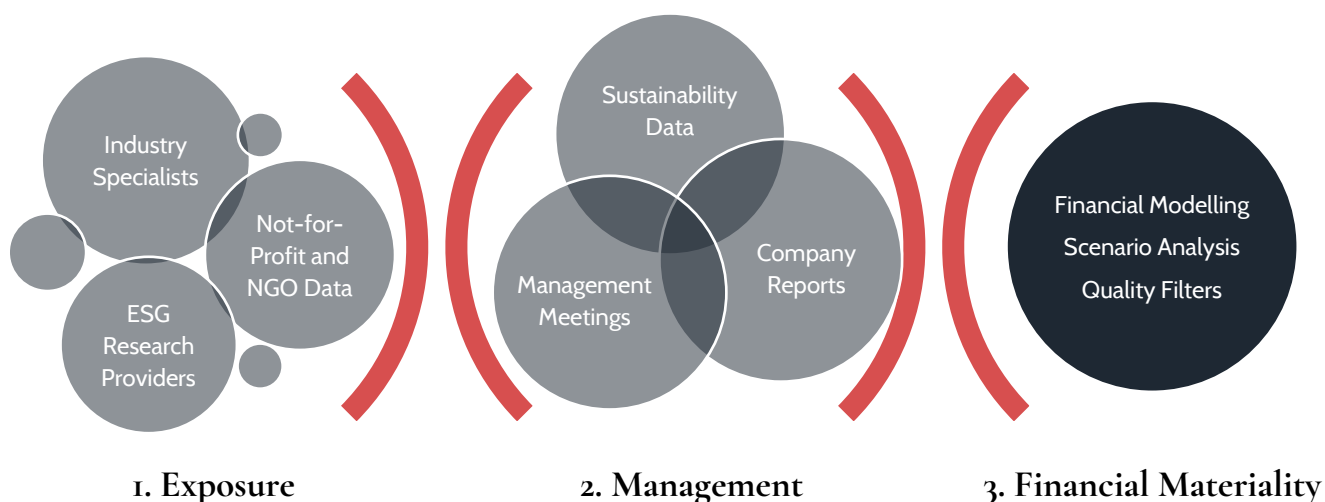 Industry
Specialists
Not-for-
Profit and
NGO Data
ESG
Research
Providers
1. Exposure
Sustainability
Data
Management
Meetings
Company
Reports
2. Management
Financial Modelling
Scenario Analysis
Quality Filters
3. Financial Materiality